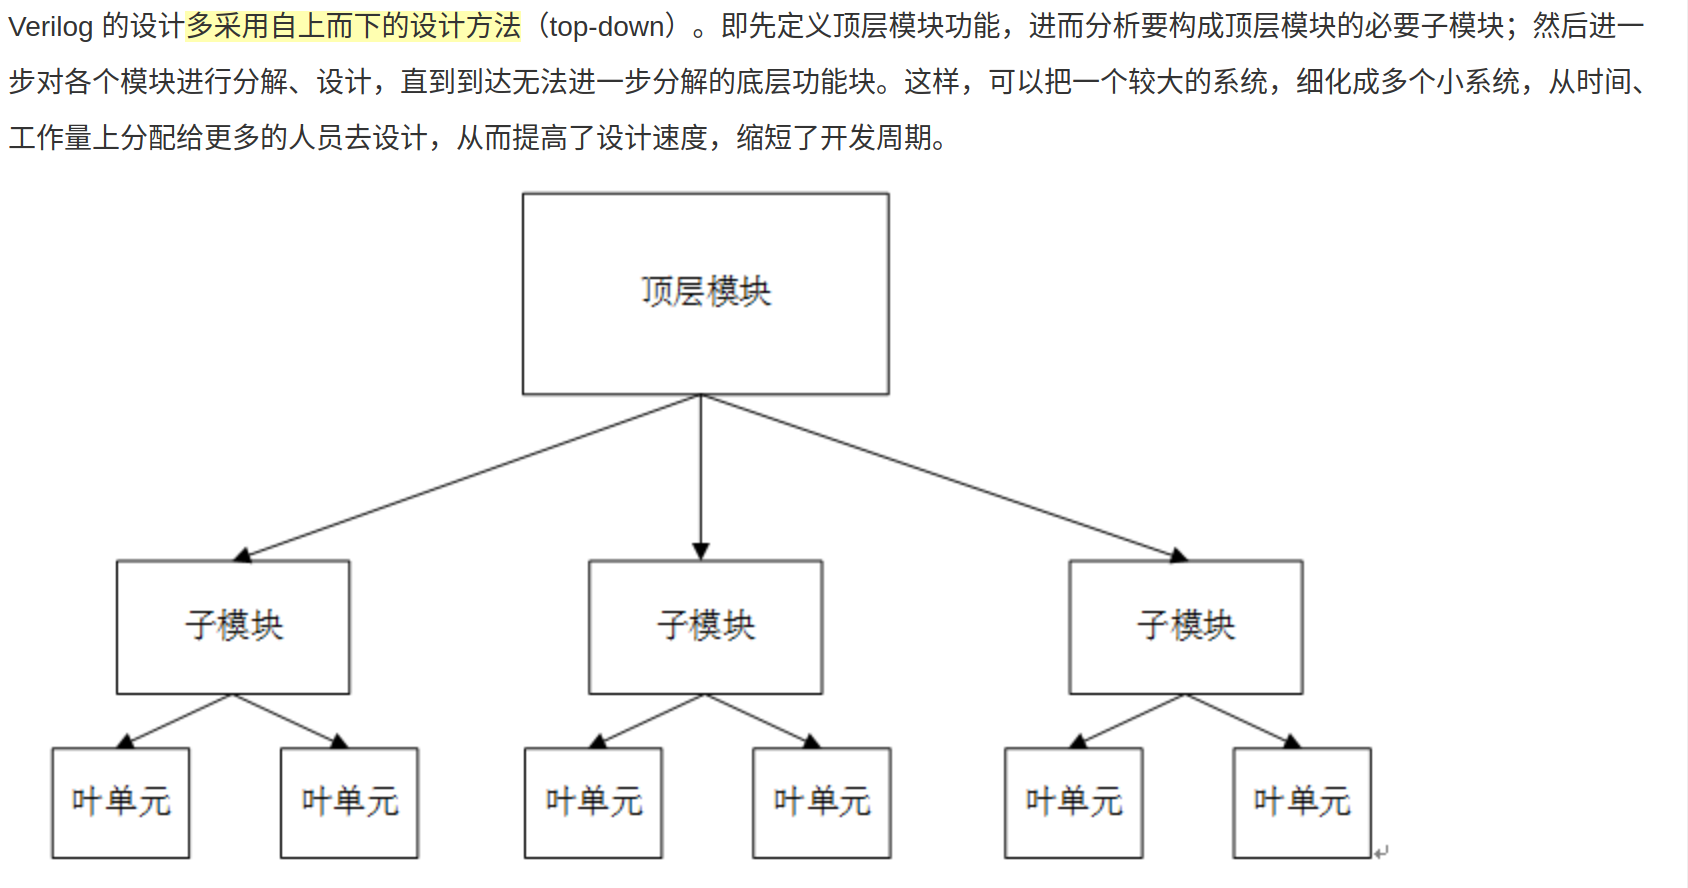 Verilog 的设计多采用自上而下的设计方法（top-down）。即先定义顶层模块功能，进而分析要构成顶层模块的必要子模块；然后进一
步对各个模块进行分解、设计，直到到达无法进一步分解的底层功能块。这样，可以把一个较大的系统，细化成多个小系统，从时间、
工作量上分配给更多的人员去设计，从而提高了设计速度，缩短了开发周期。
顶层模块
子模块
子模块
子模块
叶单元
叶单元
叶单元
叶单元
叶单元
叶单元